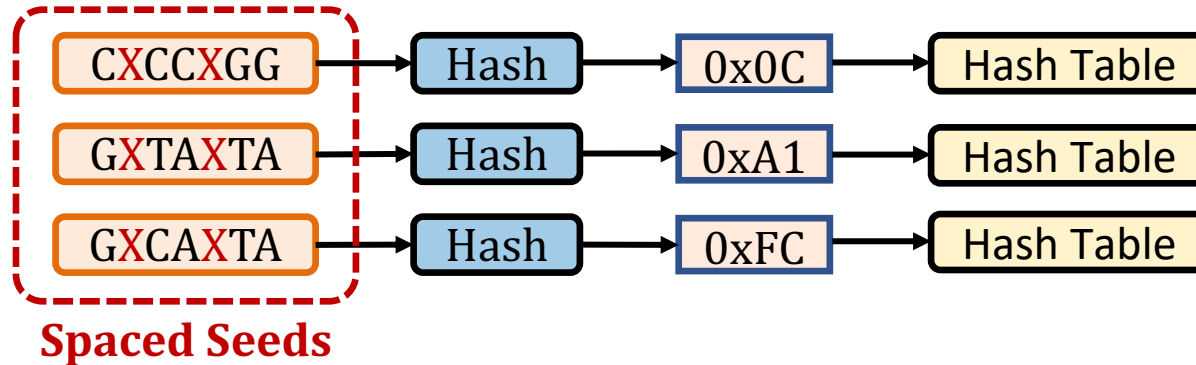 CXCCXGG Hash 0x0C Hash Table
GXTAXTA Hash 0xA1 Hash Table
GXCAXTA Hash 0xFC Hash Table
Spaced Seeds